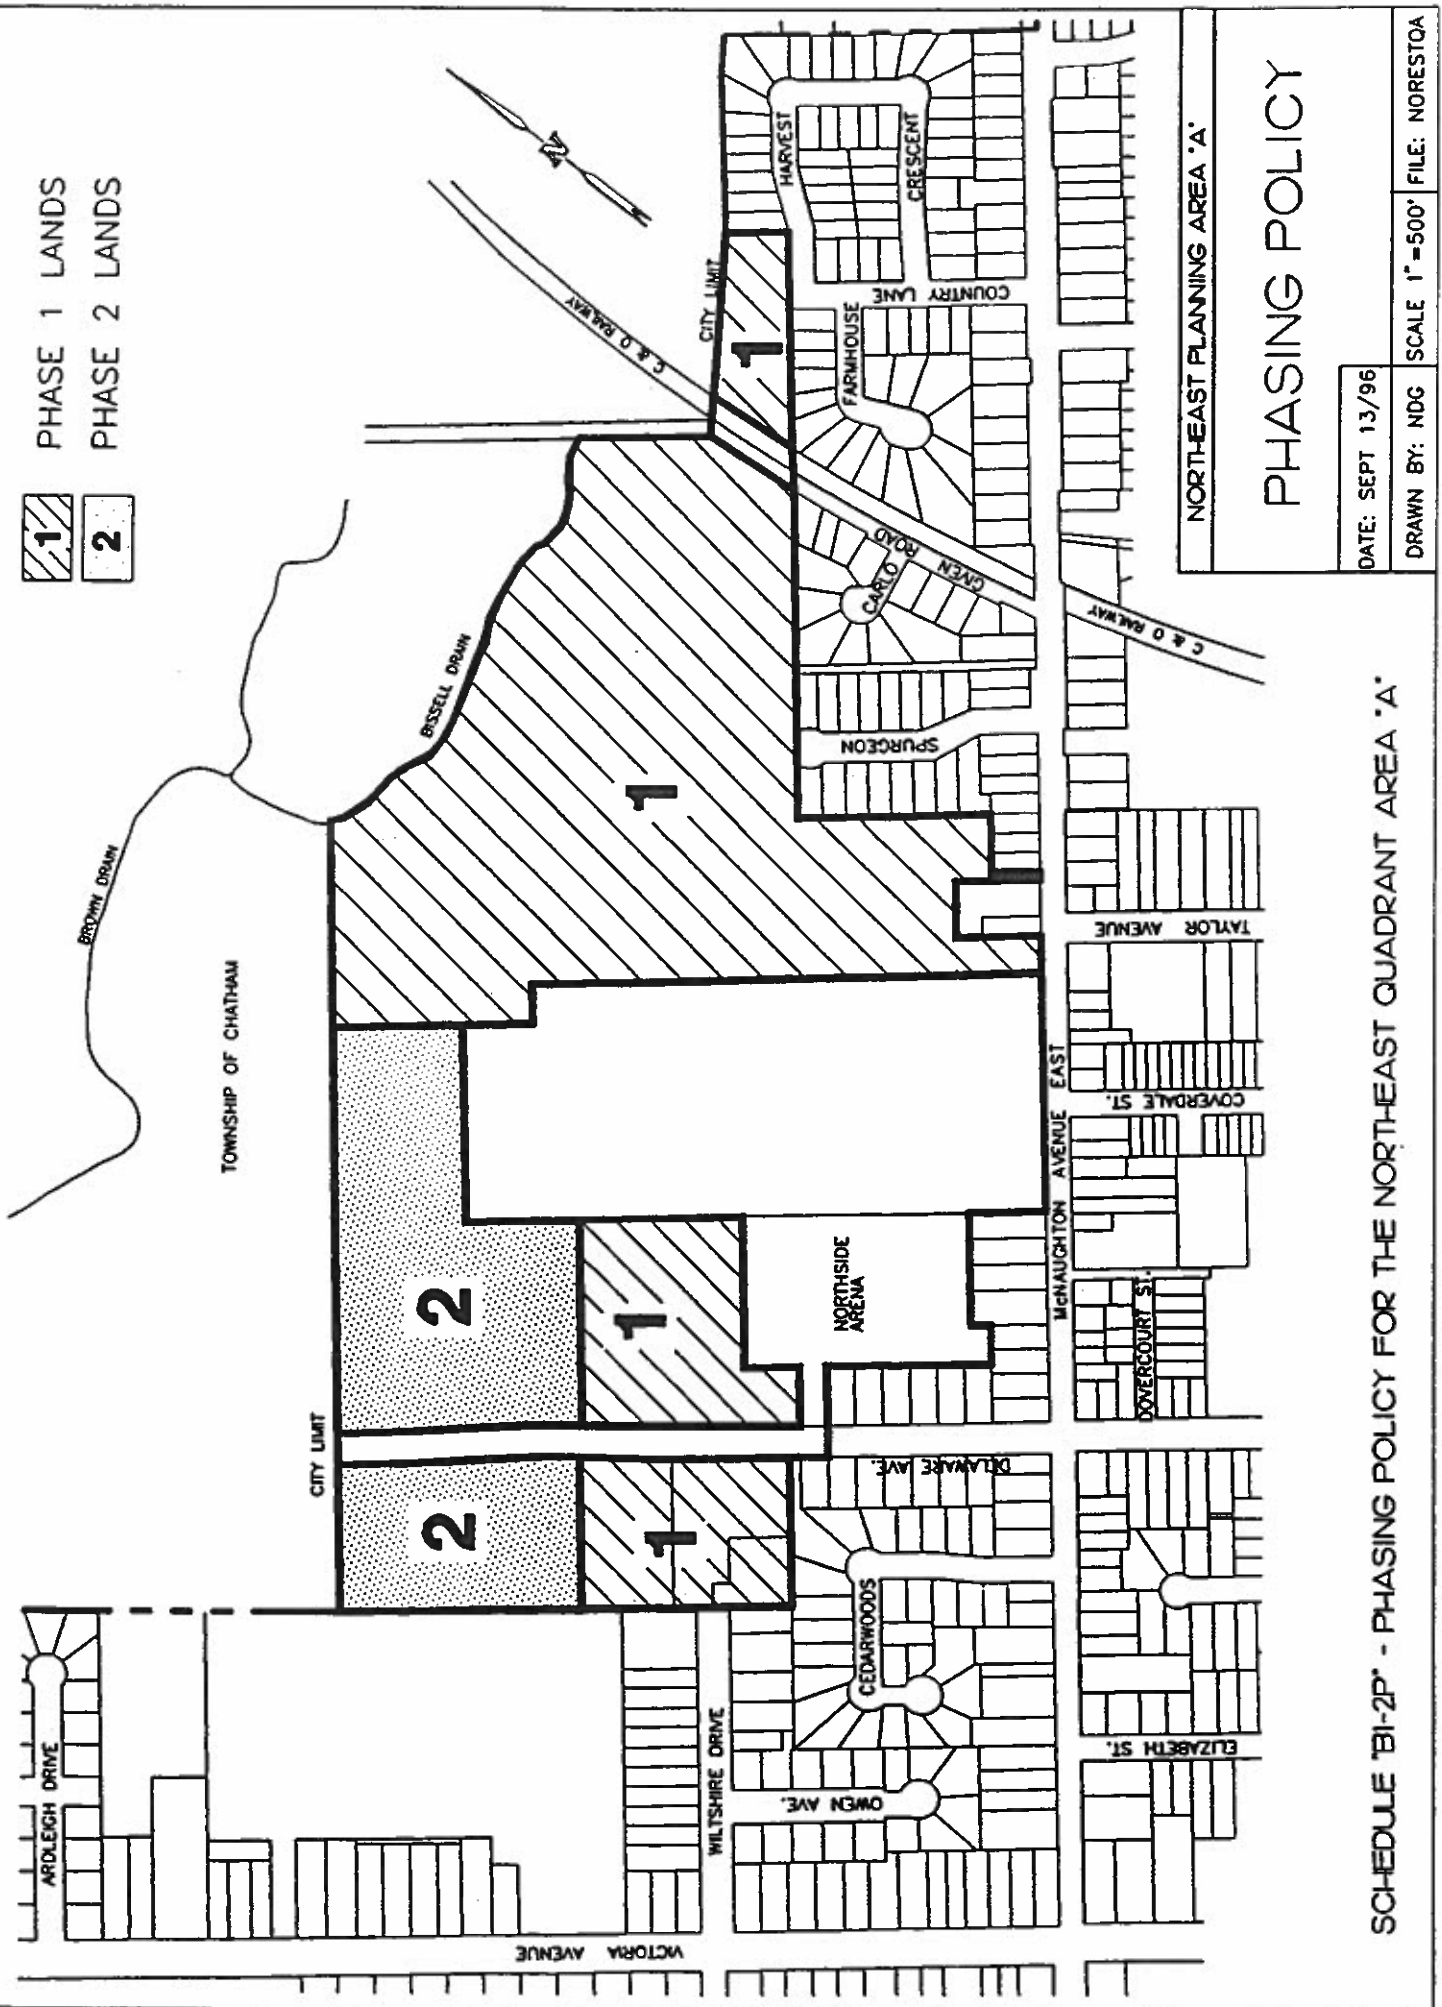 1 PHASE 1 LANDS
2 PHASE 2 LANDS
N
BROWN DRAIN
TOWNSHIP OF CHATHAM
BISSELL DRAIN
C & O RAILWAY
CITY LIMIT
CITY LIMIT
1
1
1
1
2
2
NORTHSIDE
ARENA
HARVEST
CRESCENT
COUNTRY LANE
FARMHOUSE
CARLO
GIVEN ROAD
SPURGEON
C & O RAILWAY
TAYLOR AVENUE
McNAUGHTON AVENUE EAST
COVERDALE ST.
DOVERCOURT ST.
DELAWARE AVE.
CEDARWOODS
ELIZABETH ST.
OWEN AVE.
WILTSHIRE DRIVE
ARDLEIGH DRIVE
VICTORIA AVENUE
NORTHEAST PLANNING AREA "A"
PHASING POLICY
DATE: SEPT 13/96
DRAWN BY: NDG SCALE 1"=500' FILE: NORESTQA
SCHEDULE "B1-2P" - PHASING POLICY FOR THE NORTHEAST QUADRANT AREA "A"